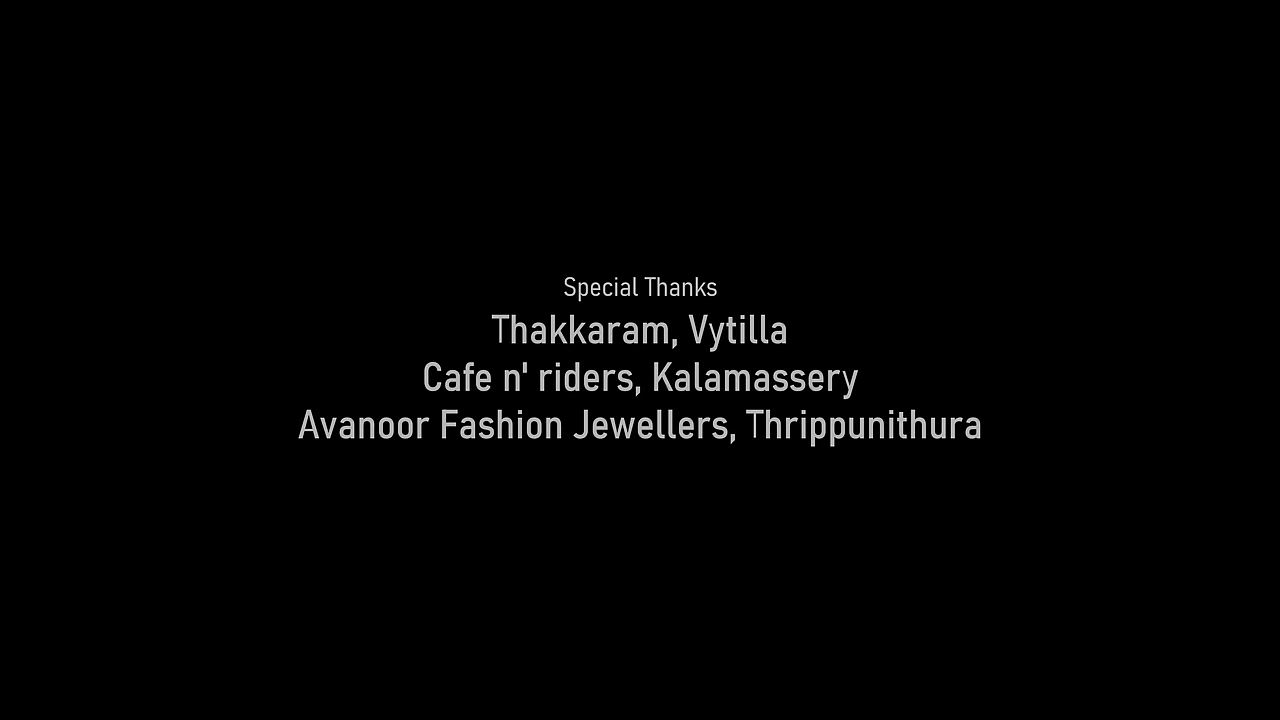 Special Thanks
Thakkaram, Vytilla
Cafe n' riders, Kalamassery
Avanoor Fashion Jewellers, Thrippunithura